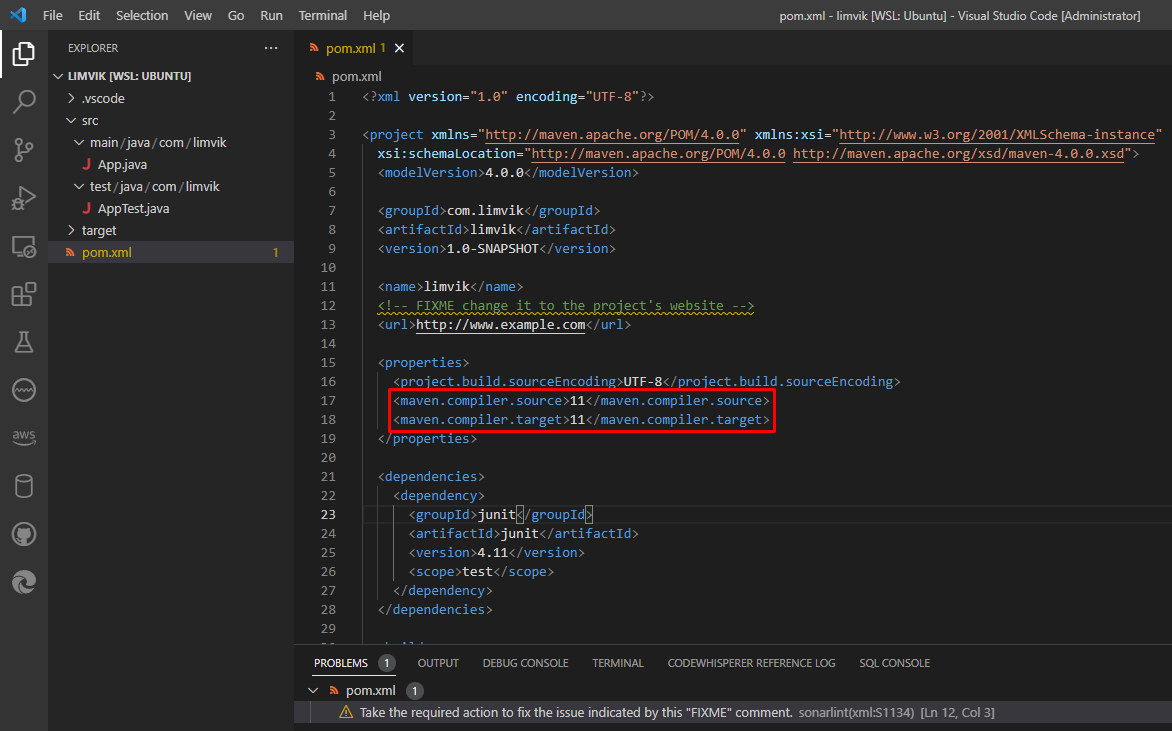 File Edit Selection View Go Run Terminal Help pom.xml - limvik [WSL: Ubuntu] - Visual Studio Code [Administrator]
EXPLORER ···
LIMVIK [WSL: UBUNTU]
.vscode
src
main/java/com/limvik
J App.java
test/java/com/limvik
J AppTest.java
target
pom.xml 1
aws
pom.xml 1
pom.xml
1 <?xml version="1.0" encoding="UTF-8"?>
2
3 <project xmlns="http://maven.apache.org/POM/4.0.0" xmlns:xsi="http://www.w3.org/2001/XMLSchema-instance"
4 xsi:schemaLocation="http://maven.apache.org/POM/4.0.0 http://maven.apache.org/xsd/maven-4.0.0.xsd">
5 <modelVersion>4.0.0</modelVersion>
6
7 <groupId>com.limvik</groupId>
8 <artifactId>limvik</artifactId>
9 <version>1.0-SNAPSHOT</version>
10
11 <name>limvik</name>
12 <!-- FIXME change it to the project's website -->
13 <url>http://www.example.com</url>
14
15 <properties>
16 <project.build.sourceEncoding>UTF-8</project.build.sourceEncoding>
17 <maven.compiler.source>11</maven.compiler.source>
18 <maven.compiler.target>11</maven.compiler.target>
19 </properties>
20
21 <dependencies>
22 <dependency>
23 <groupId>junit</groupId>
24 <artifactId>junit</artifactId>
25 <version>4.11</version>
26 <scope>test</scope>
27 </dependency>
28 </dependencies>
29
PROBLEMS 1 OUTPUT DEBUG CONSOLE TERMINAL CODEWHISPERER REFERENCE LOG SQL CONSOLE
pom.xml 1
Take the required action to fix the issue indicated by this "FIXME" comment. sonarlint(xml:S1134) [Ln 12, Col 3]